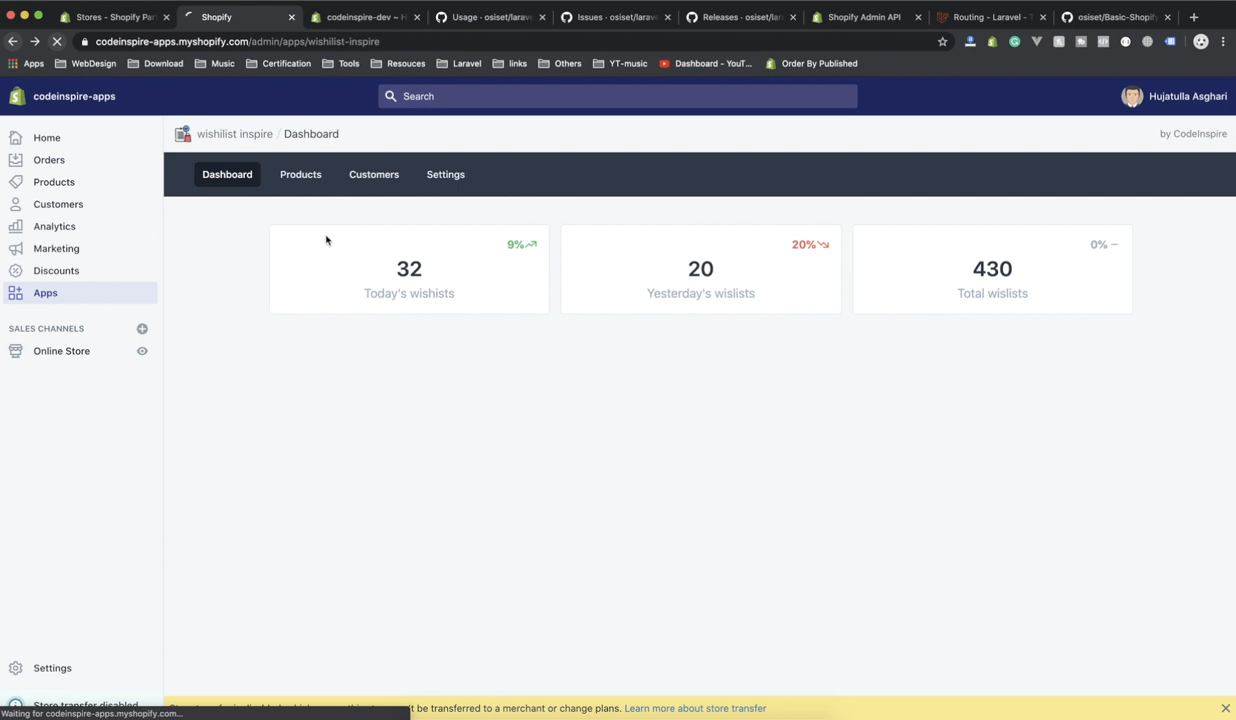 Stores - Shopify Par
Shopify
codeinspire-dev ~ H
Usage · osiset/larav
Issues · osiset/larav
Releases · osiset/lar
Shopify Admin API
Routing - Laravel - T
osiset/Basic-Shopify
codeinspire-apps.myshopify.com/admin/apps/wishilist-inspire
Apps
WebDesign
Download
Music
Certification
Tools
Resouces
Laravel
links
Others
YT-music
Dashboard - YouT...
Order By Published
codeinspire-apps
Search
Hujatulla Asghari
Home
Orders
Products
Customers
Analytics
Marketing
Discounts
Apps
SALES CHANNELS
Online Store
Settings
wishilist inspire / Dashboard
by CodeInspire
Dashboard
Products
Customers
Settings
9%
32
Today's wishists
20%
20
Yesterday's wislists
0%
430
Total wislists
Store transfer disabled
't be transferred to a merchant or change plans. Learn more about store transfer
Waiting for codeinspire-apps.myshopify.com...